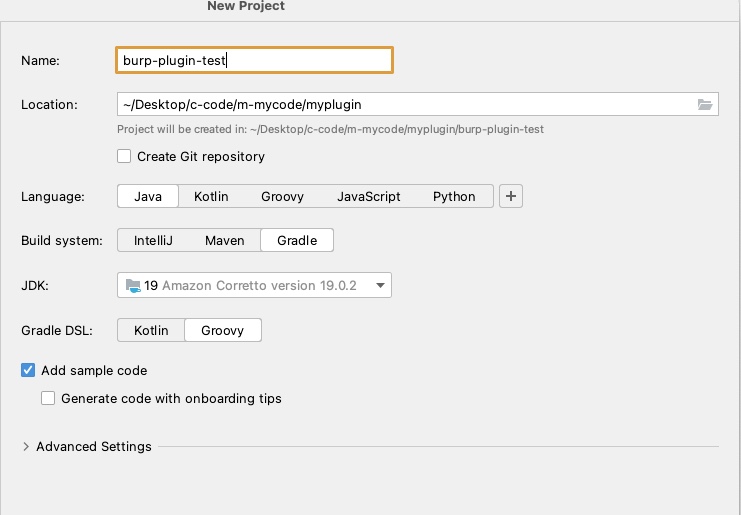 New Project
Name: burp-plugin-test
Location: ~/Desktop/c-code/m-mycode/myplugin
Project will be created in: ~/Desktop/c-code/m-mycode/myplugin/burp-plugin-test
Create Git repository
Language: Java Kotlin Groovy JavaScript Python +
Build system: IntelliJ Maven Gradle
JDK: 19 Amazon Corretto version 19.0.2
Gradle DSL: Kotlin Groovy
Add sample code
Generate code with onboarding tips
Advanced Settings